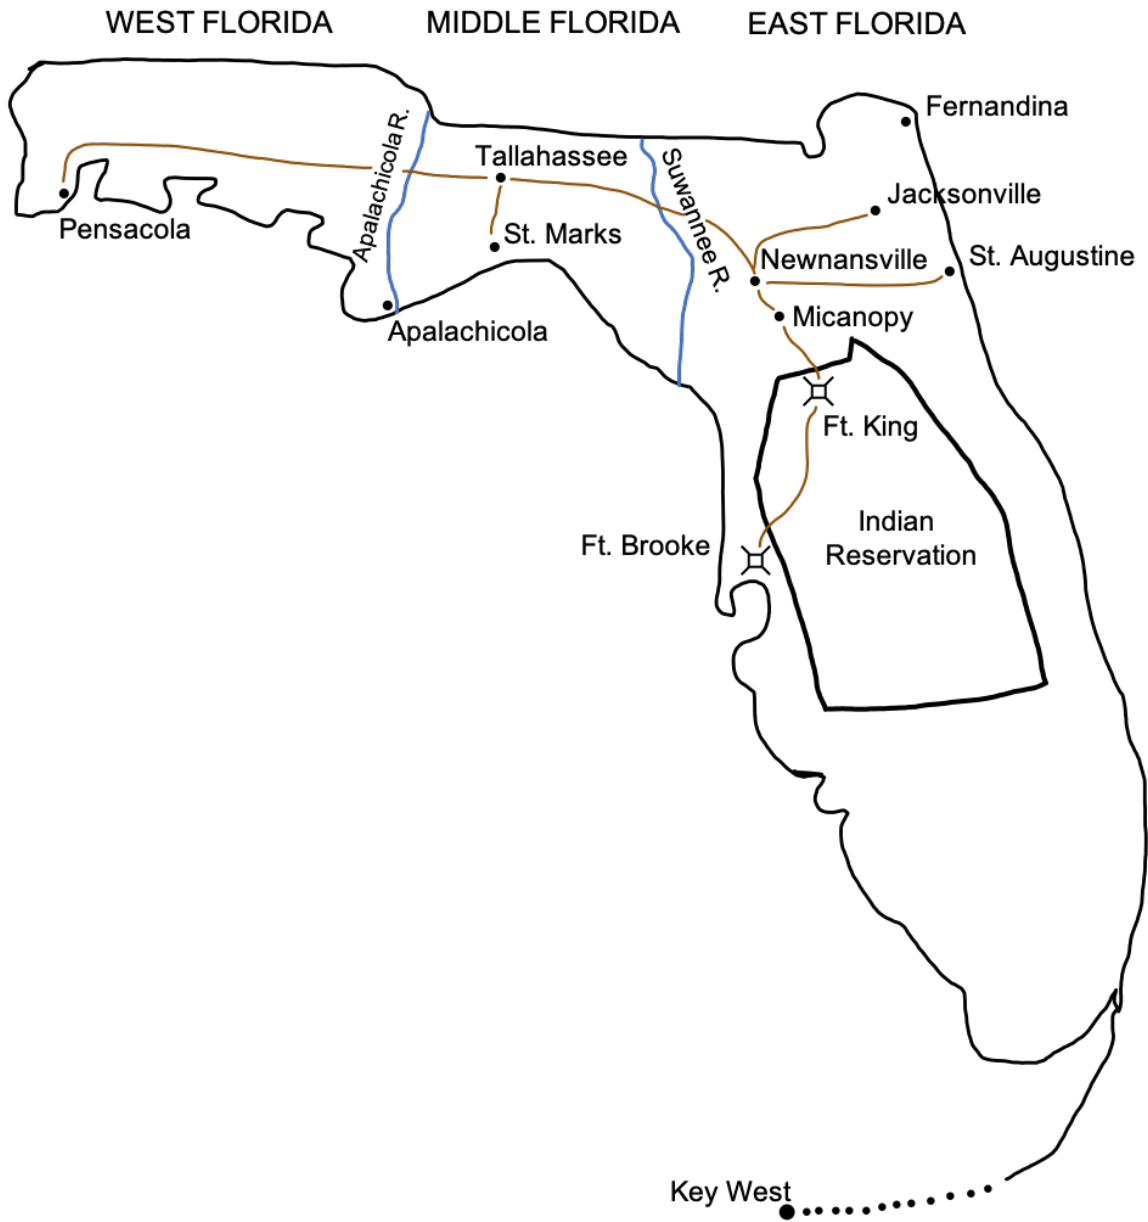 WEST FLORIDA
MIDDLE FLORIDA
EAST FLORIDA
Fernandina
Apalachicola R.
Tallahassee
Suwannee R.
Jacksonville
Pensacola
St. Marks
Newnansville
St. Augustine
Apalachicola
Micanopy
Ft. King
Ft. Brooke
Indian
Reservation
Key West